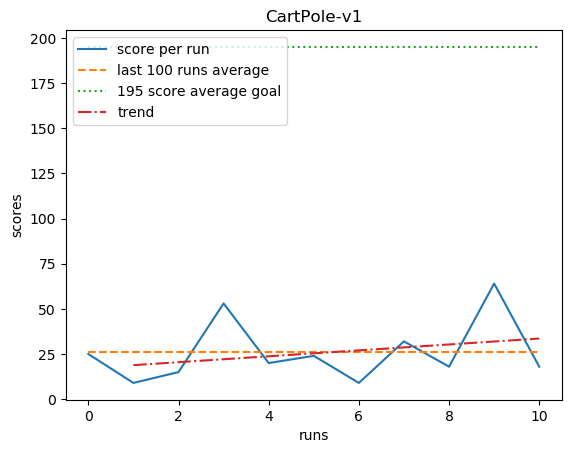 CartPole-v1
score per run
last 100 runs average
195 score average goal
trend
scores
200
175
150
125
100
75
50
25
0
0 2 4 6 8 10
runs